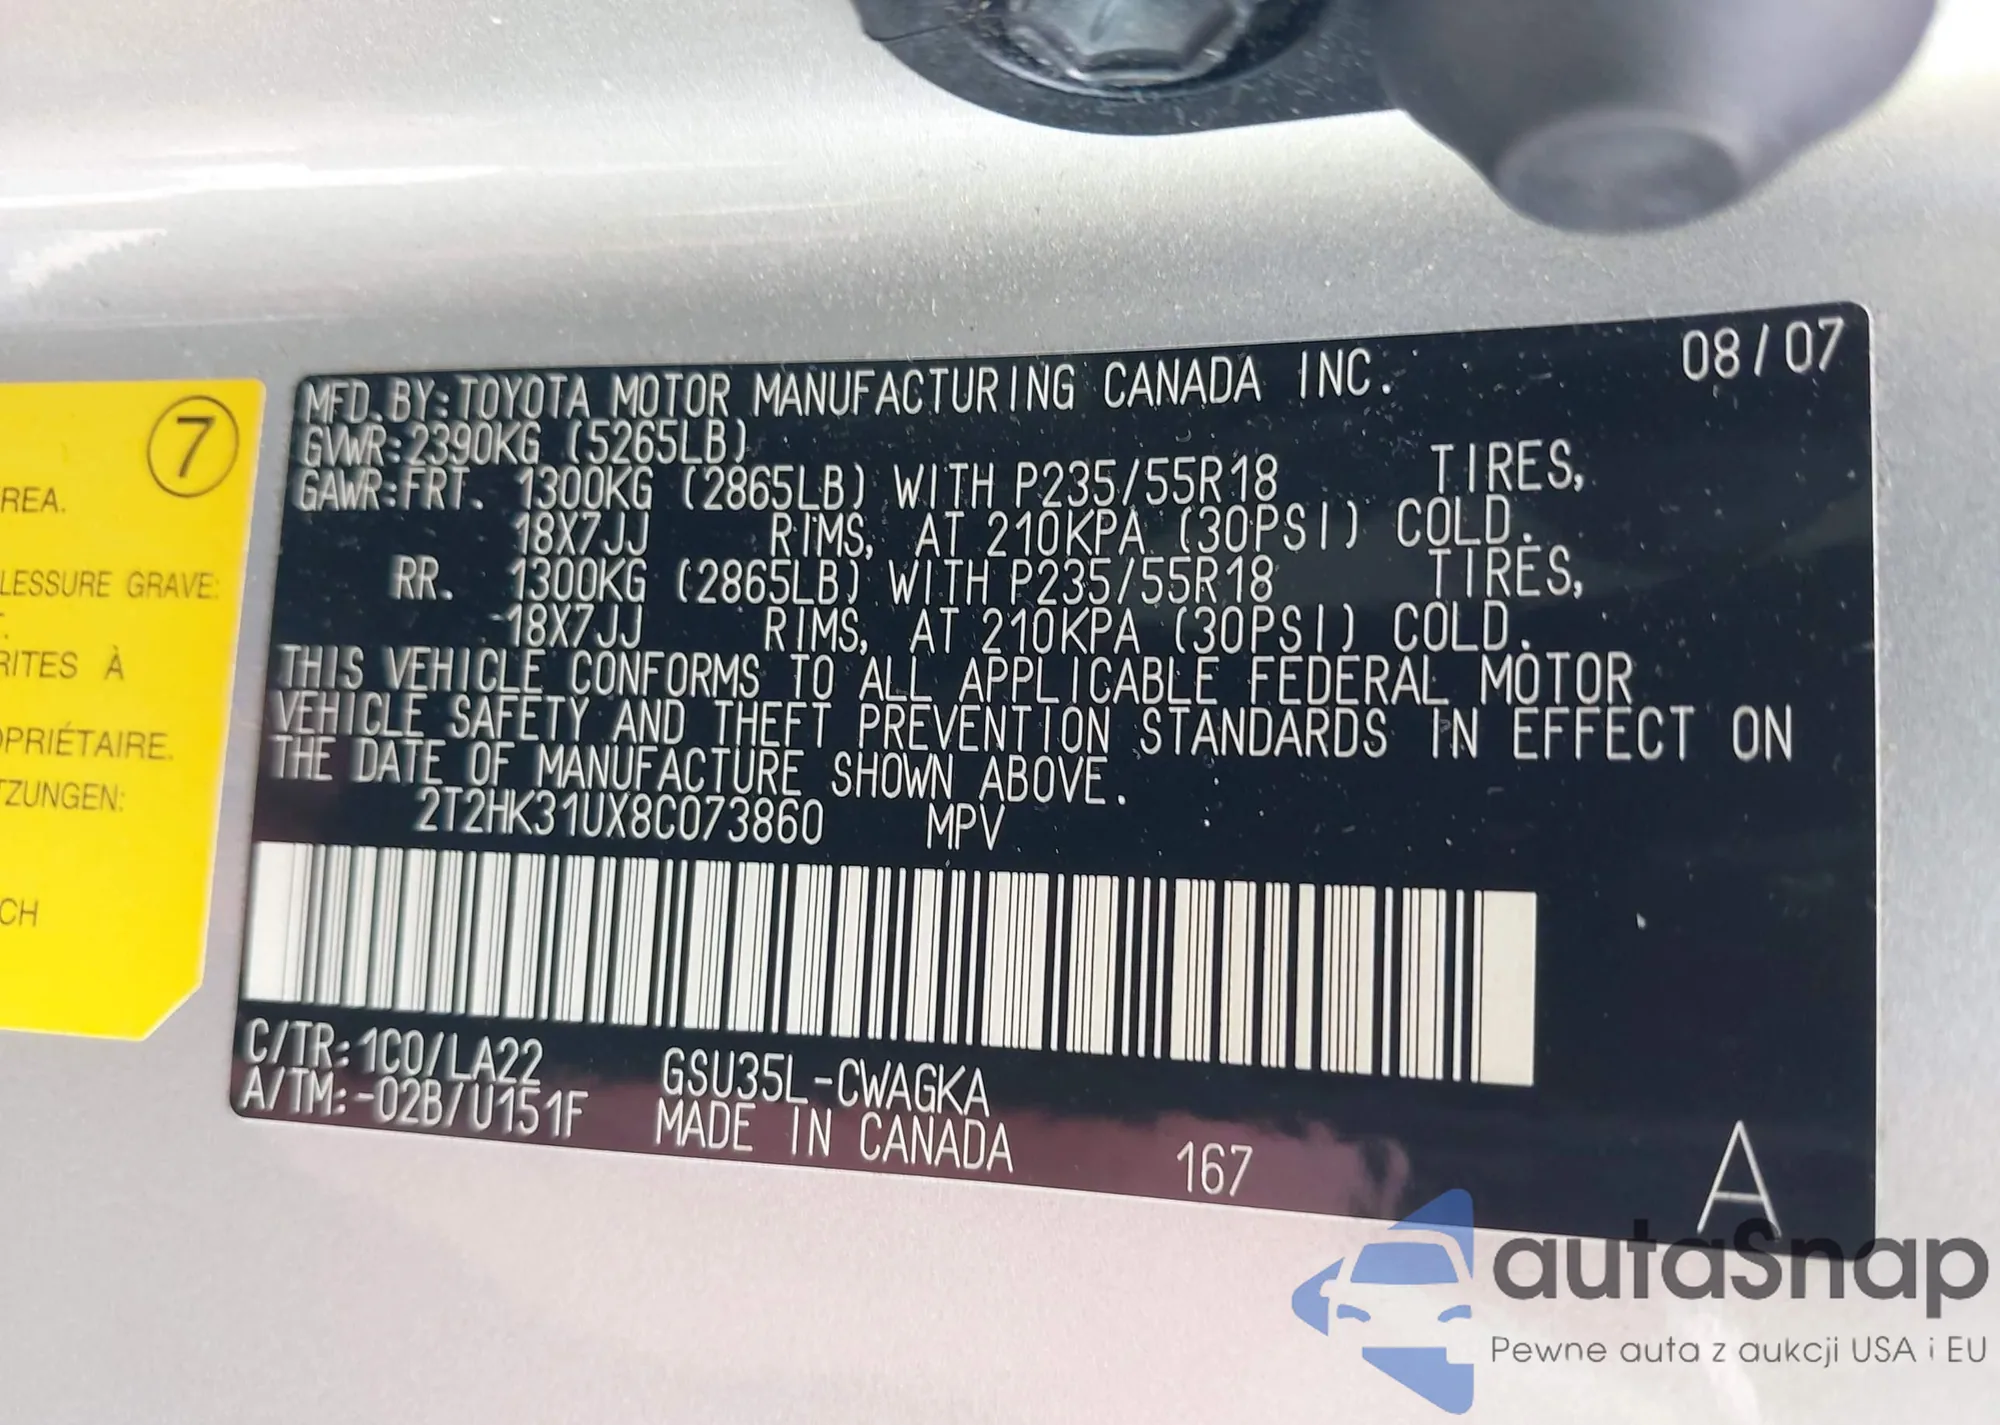 08/07
MFD. BY: TOYOTA MOTOR MANUFACTURING CANADA INC.
GVWR: 2390KG (5265LB)
GAWR: FRT. 1300KG (2865LB) WITH P235/55R18 TIRES,
18X7JJ RIMS, AT 210KPA (30PSI) COLD.
RR. 1300KG (2865LB) WITH P235/55R18 TIRES,
18X7JJ RIMS, AT 210KPA (30PSI) COLD.
THIS VEHICLE CONFORMS TO ALL APPLICABLE FEDERAL MOTOR
VEHICLE SAFETY AND THEFT PREVENTION STANDARDS IN EFFECT ON
THE DATE OF MANUFACTURE SHOWN ABOVE.
2T2HK31UX8C073860 MPV
C/TR: 1C0/LA22 GSU35L-CWAGKA
A/TM: -02B/U151F MADE IN CANADA 167 A
7
REA.
LESSURE GRAVE:
RITES À
OPRIÉTAIRE.
TZUNGEN:
CH
autaSnap
Pewne auta z aukcji USA i EU